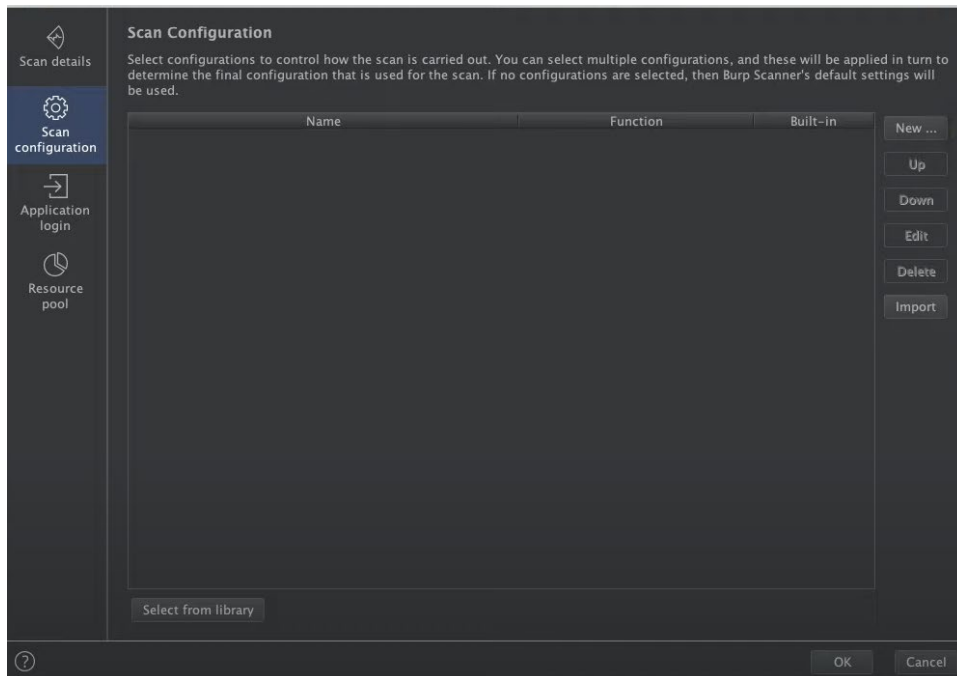 Scan details
Scan
configuration
Application
login
Resource
pool
Scan Configuration
Select configurations to control how the scan is carried out. You can select multiple configurations, and these will be applied in turn to
determine the final configuration that is used for the scan. If no configurations are selected, then Burp Scanner's default settings will
be used.
Name Function Built-in
New ...
Up
Down
Edit
Delete
Import
Select from library
? OK Cancel